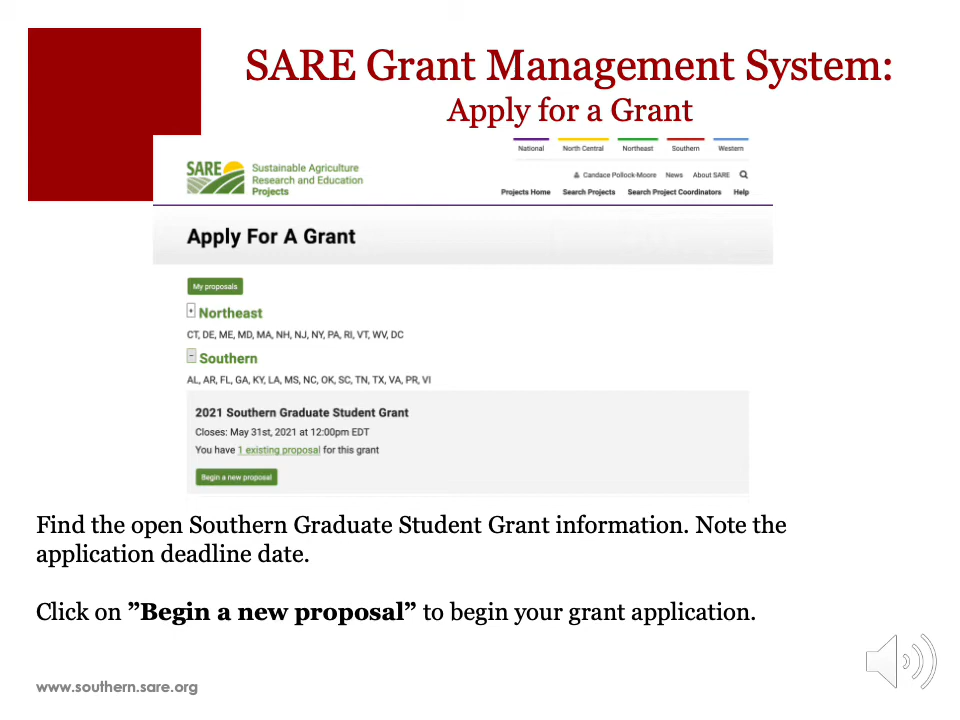 SARE Grant Management System:
Apply for a Grant
National North Central Northeast Southern Western
SARE Sustainable Agriculture
Research and Education
Projects
Candace Pollock-Moore News About SARE
Projects Home Search Projects Search Project Coordinators Help
Apply For A Grant
My proposals
+ Northeast
CT, DE, ME, MD, MA, NH, NJ, NY, PA, RI, VT, WV, DC
− Southern
AL, AR, FL, GA, KY, LA, MS, NC, OK, SC, TN, TX, VA, PR, VI
2021 Southern Graduate Student Grant
Closes: May 31st, 2021 at 12:00pm EDT
You have 1 existing proposal for this grant
Begin a new proposal
Find the open Southern Graduate Student Grant information. Note the
application deadline date.
Click on ”Begin a new proposal” to begin your grant application.
www.southern.sare.org